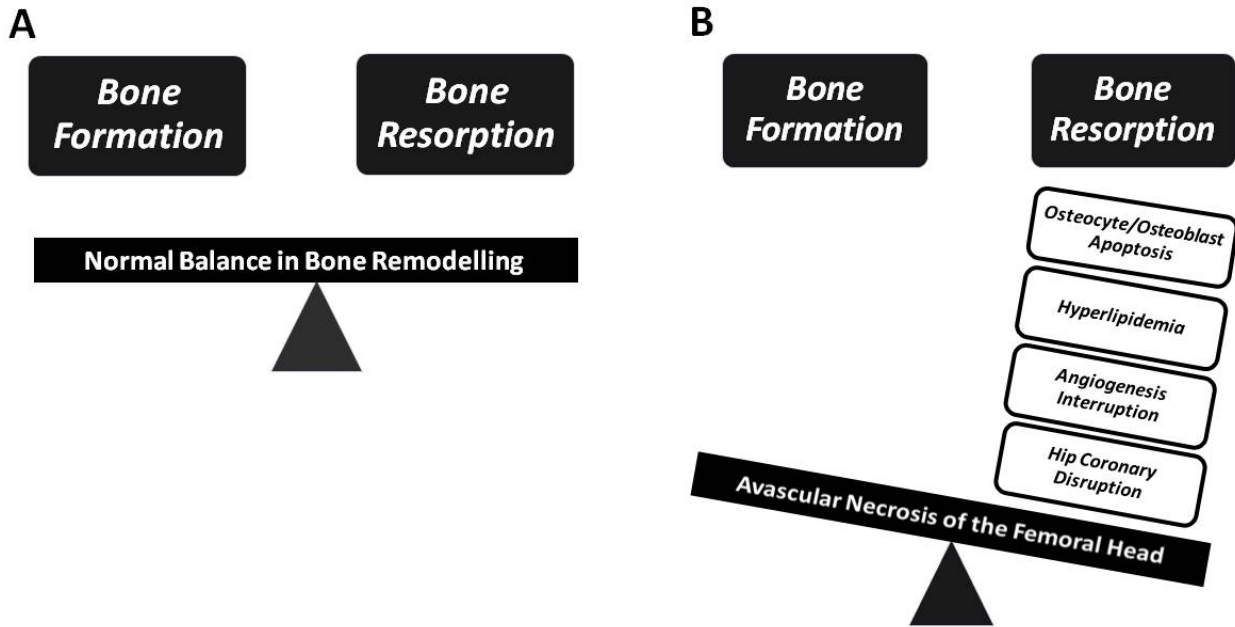 A
Bone
Formation
Bone
Resorption
Normal Balance in Bone Remodelling
B
Bone
Formation
Bone
Resorption
Osteocyte/Osteoblast
Apoptosis
Hyperlipidemia
Angiogenesis
Interruption
Hip Coronary
Disruption
Avascular Necrosis of the Femoral Head